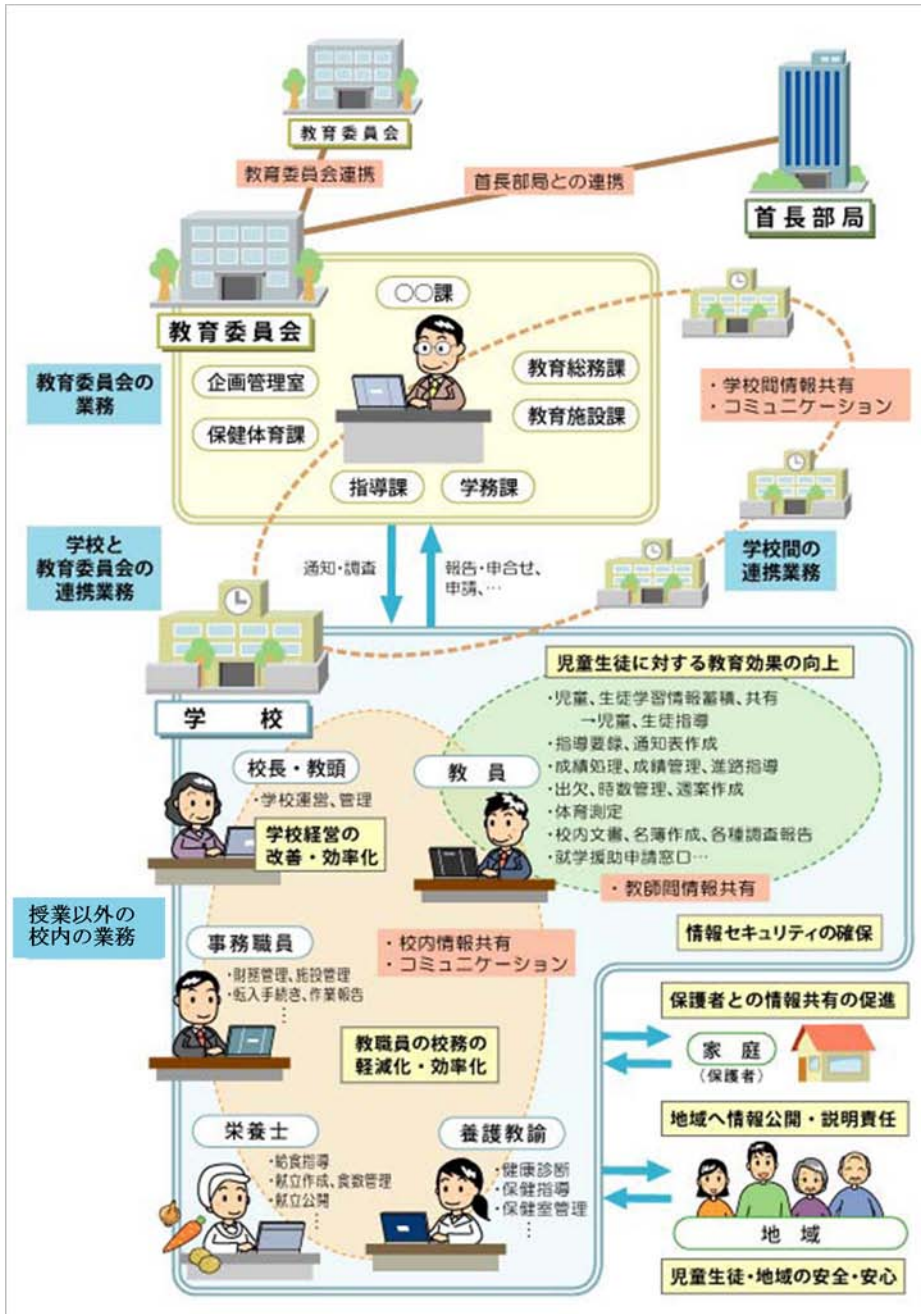 教育委員会
教育委員会連携
首長部局との連携
首長部局
教育委員会
○○課
企画管理室
教育総務課
保健体育課
教育施設課
指導課
学務課
教育委員会の
業務
・学校間情報共有
・コミュニケーション
学校と
教育委員会の
連携業務
通知・調査
報告・申合せ、
申請、…
学校間の
連携業務
学校
児童生徒に対する教育効果の向上
・児童、生徒学習情報蓄積、共有
→児童、生徒指導
・指導要録、通知表作成
・成績処理、成績管理、進路指導
・出欠、時数管理、週案作成
・体育測定
・校内文書、名簿作成、各種調査報告
・就学援助申請窓口…
・教師間情報共有
校長・教頭
・学校運営、管理
学校経営の
改善・効率化
教員
授業以外の
校内の業務
事務職員
・財務管理、施設管理
・転入手続き、作業報告
⋮
・校内情報共有
・コミュニケーション
情報セキュリティの確保
教職員の校務の
軽減化・効率化
保護者との情報共有の促進
家庭
(保護者)
地域へ情報公開・説明責任
栄養士
・給食指導
・献立作成、食数管理
・献立公開
⋮
養護教諭
・健康診断
・保健指導
・保健室管理
⋮
地域
児童生徒・地域の安全・安心